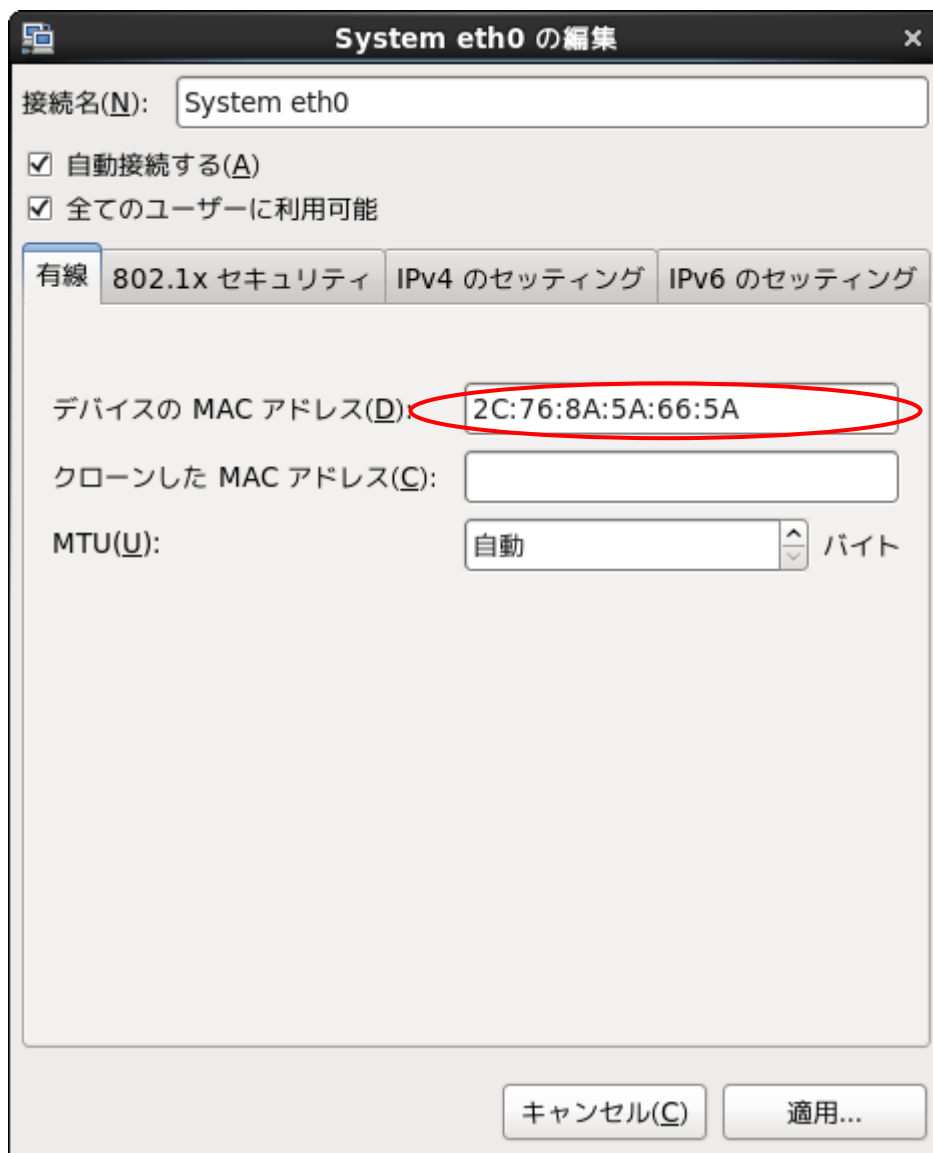 System eth0 の編集
接続名(N): System eth0
自動接続する(A)
全てのユーザーに利用可能
有線 802.1x セキュリティ IPv4 のセッティング IPv6 のセッティング
デバイスの MAC アドレス(D): 2C:76:8A:5A:66:5A
クローンした MAC アドレス(C):
MTU(U): 自動 バイト
キャンセル(C) 適用...